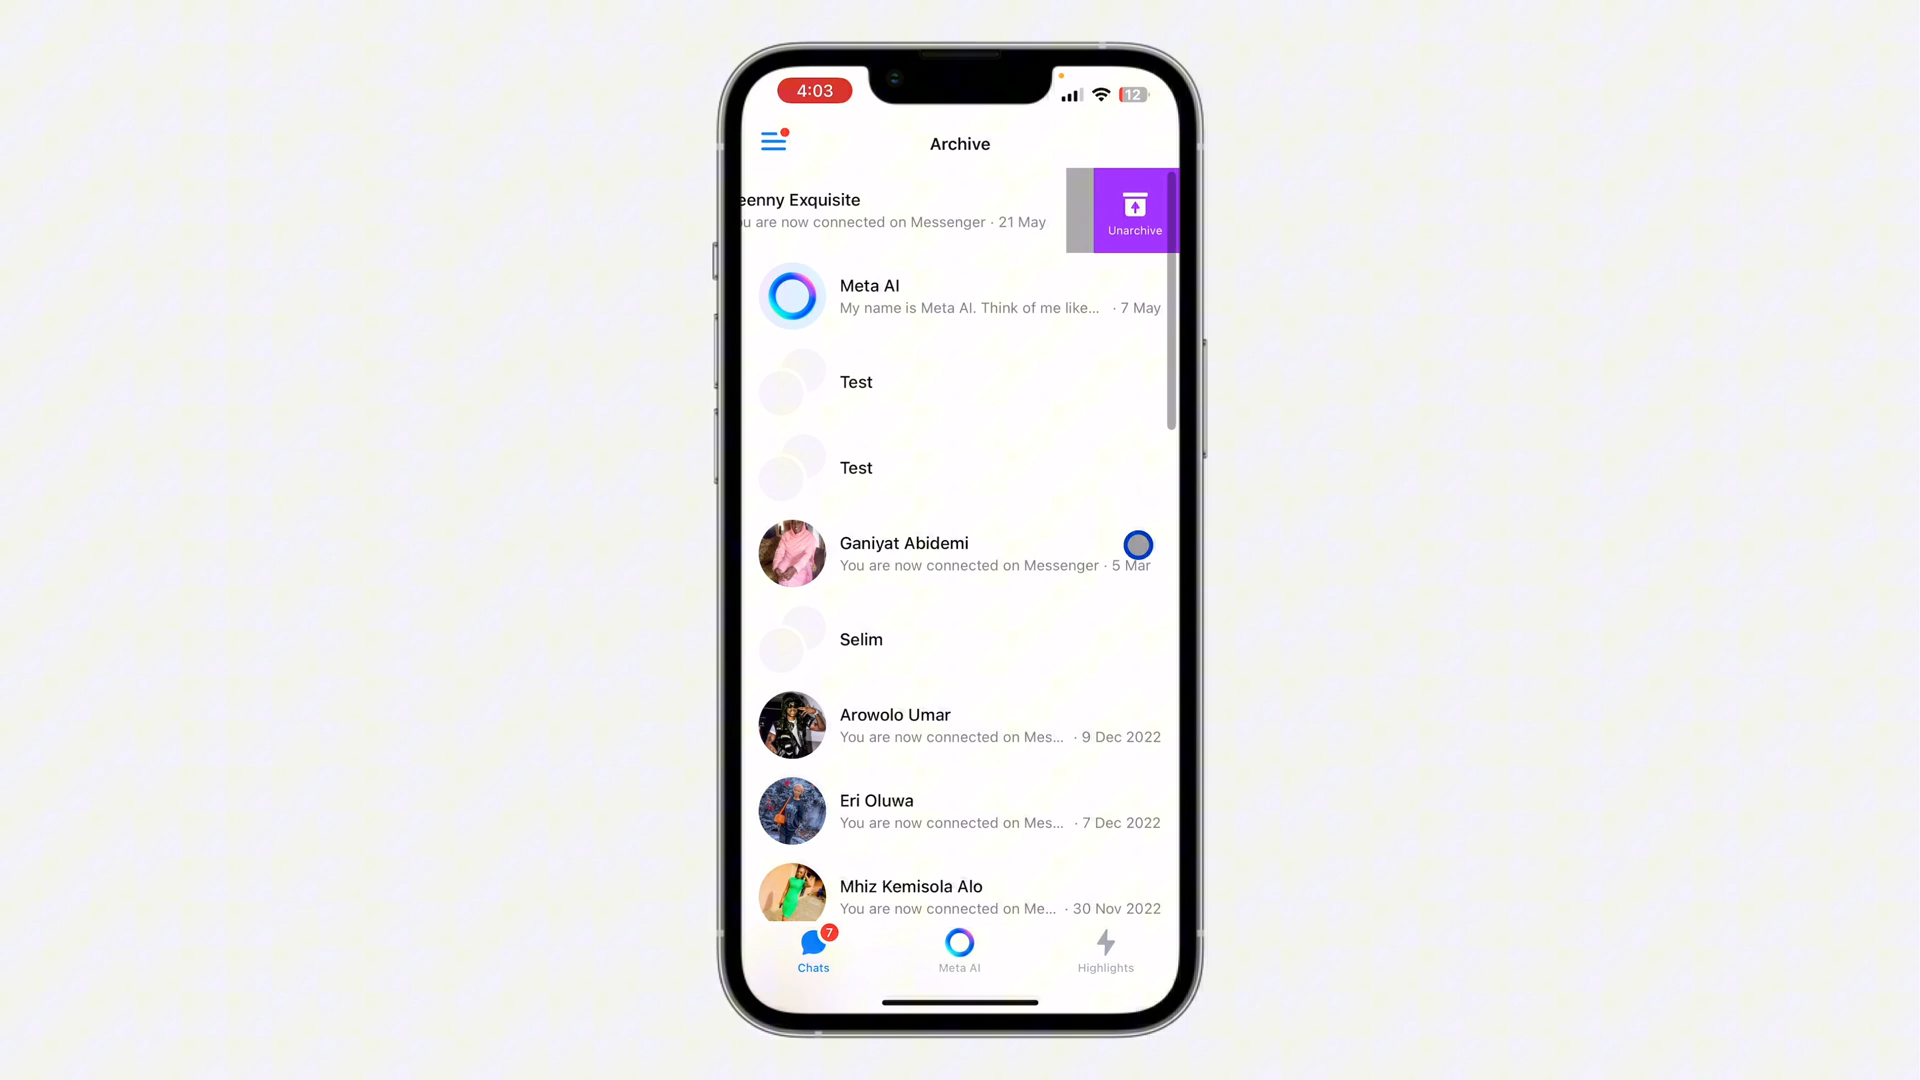 4:03
12
Archive
eenny Exquisite
u are now connected on Messenger · 21 May
Unarchive
Meta AI
My name is Meta AI. Think of me like... · 7 May
Test
Test
Ganiyat Abidemi
You are now connected on Messenger · 5 Mar
Selim
Arowolo Umar
You are now connected on Mes... · 9 Dec 2022
Eri Oluwa
You are now connected on Mes... · 7 Dec 2022
Mhiz Kemisola Alo
You are now connected on Me... · 30 Nov 2022
7
Chats
Meta AI
Highlights